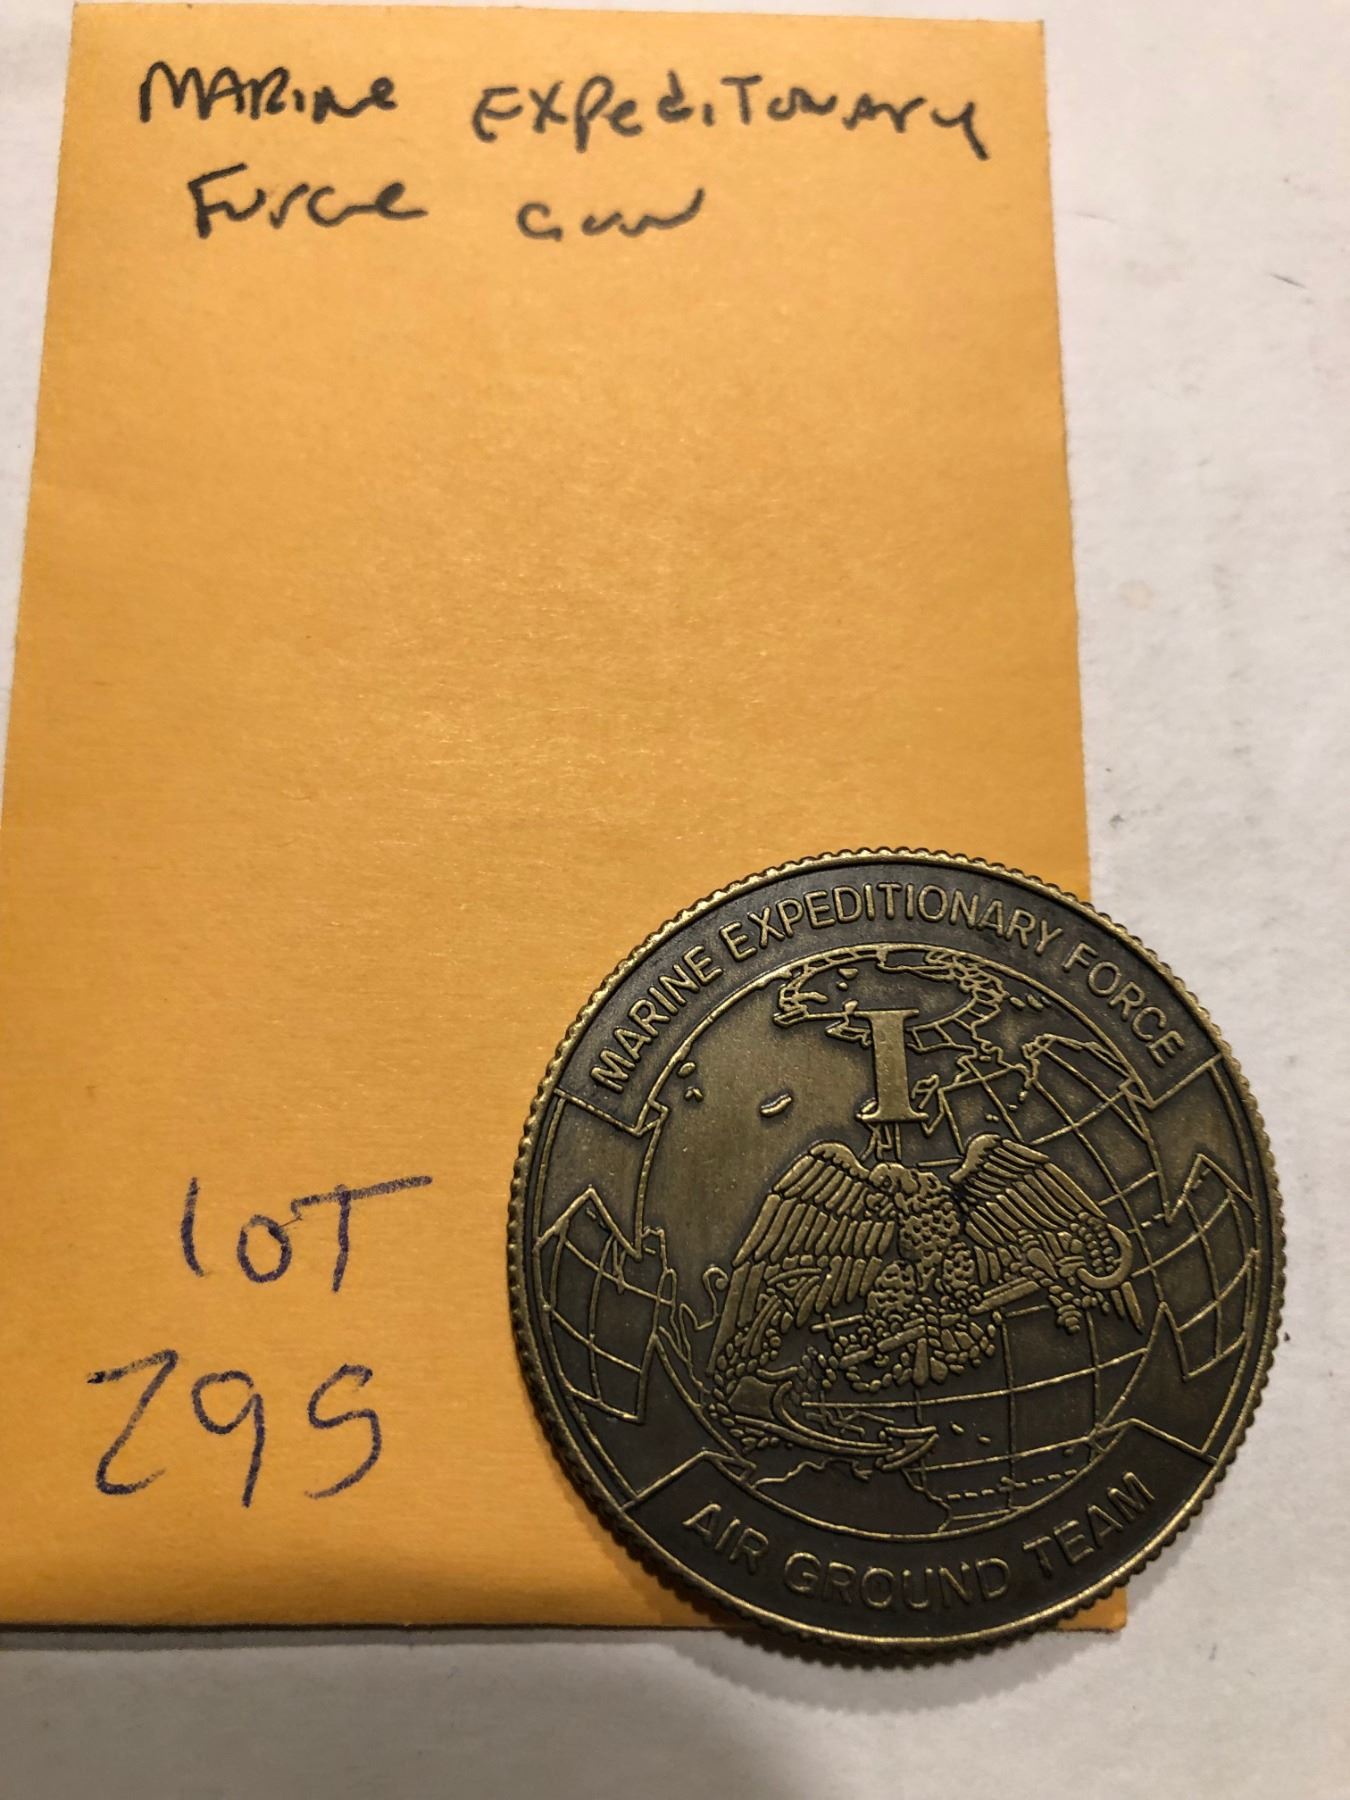 MARINE EXPEDITIONARY
FORCE COIN
LOT
295
MARINE EXPEDITIONARY FORCE
I
AIR GROUND TEAM